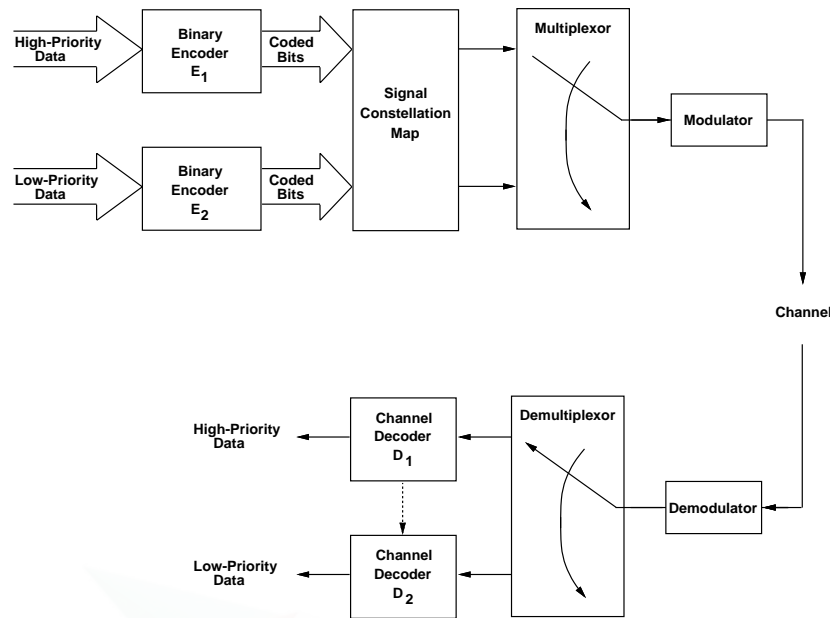 High-Priority
Data
Binary
Encoder
E1
Coded
Bits
Signal
Constellation
Map
Multiplexor
Modulator
Low-Priority
Data
Binary
Encoder
E2
Coded
Bits
Channel
High-Priority
Data
Channel
Decoder
D1
Demultiplexor
Demodulator
Low-Priority
Data
Channel
Decoder
D2